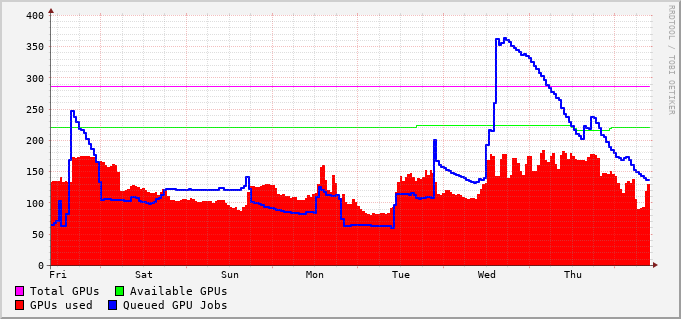 400
350
300
250
200
150
100
50
0
Fri Sat Sun Mon Tue Wed Thu
Total GPUs Available GPUs
GPUs used Queued GPU Jobs
RRDTOOL / TOBI OETIKER